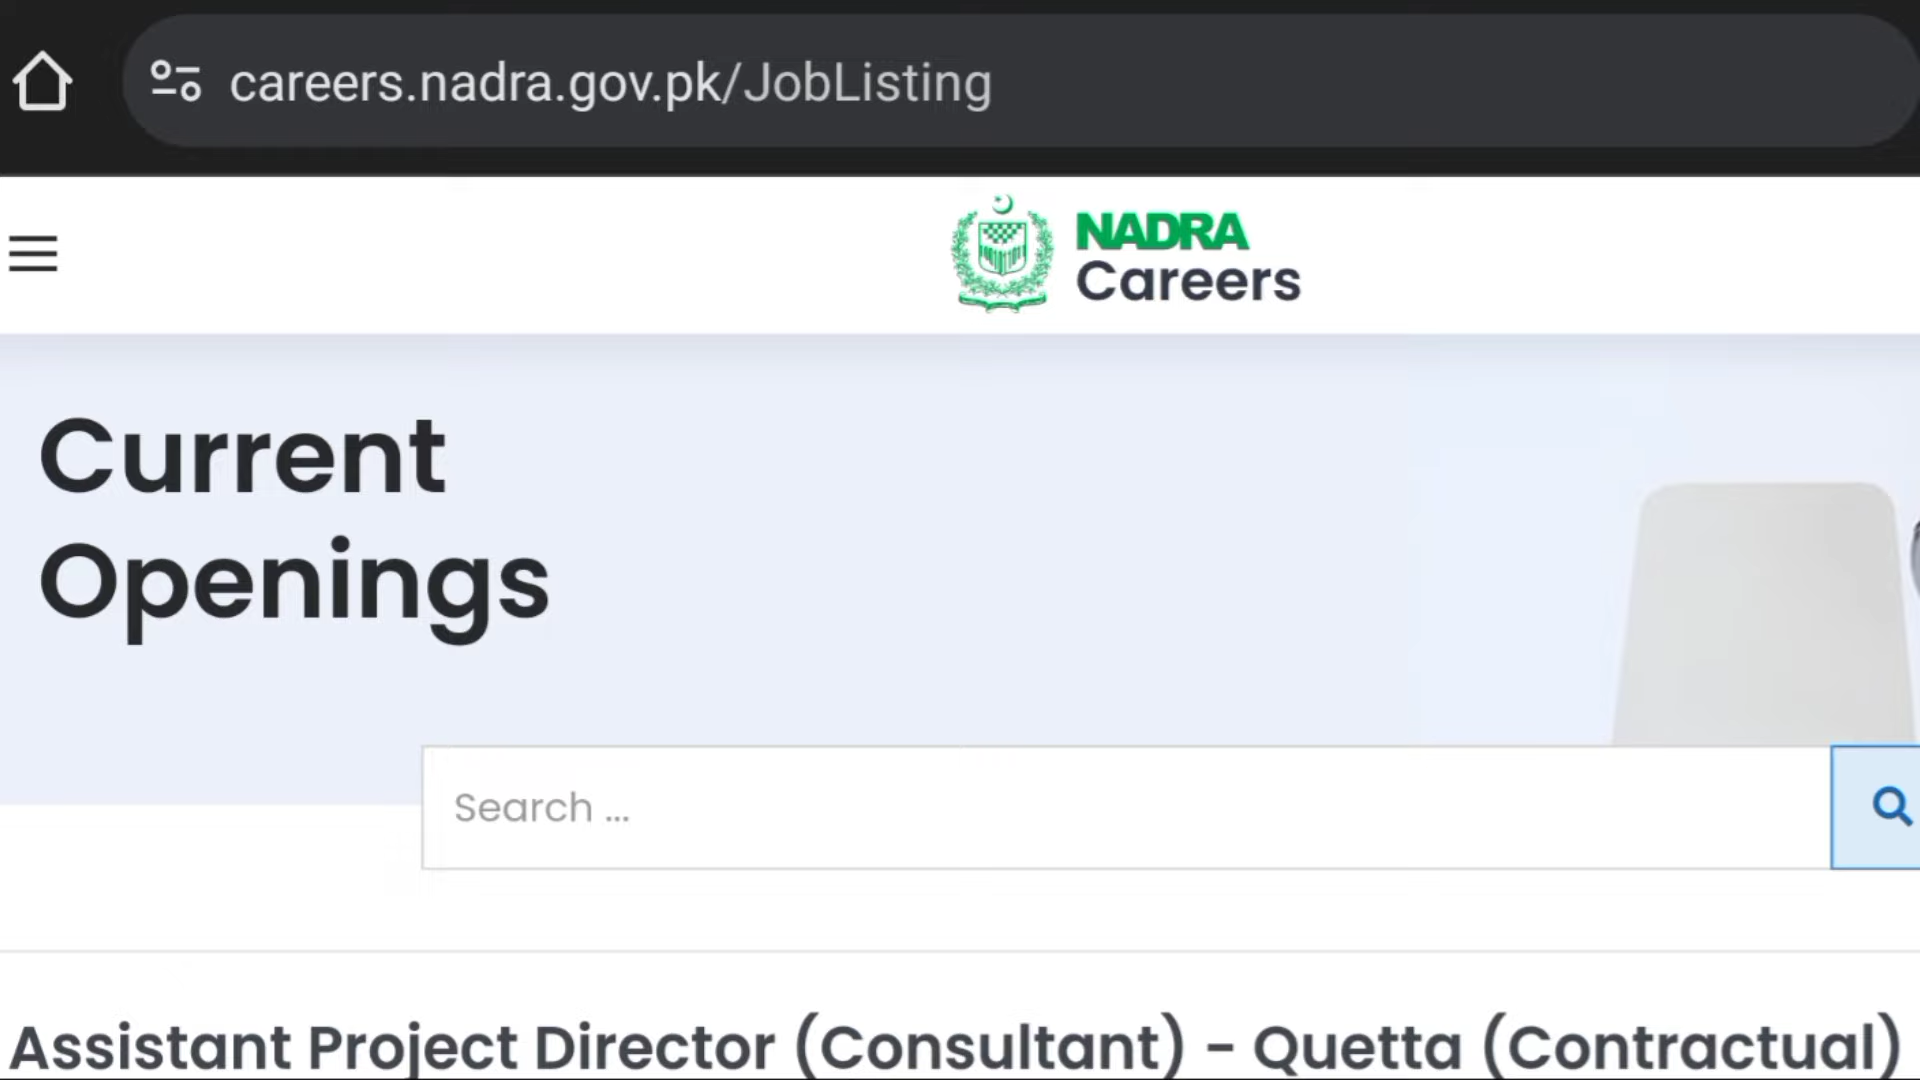 careers.nadra.gov.pk/JobListing
NADRA
Careers
Current
Openings
Search ...
Assistant Project Director (Consultant) - Quetta (Contractual)